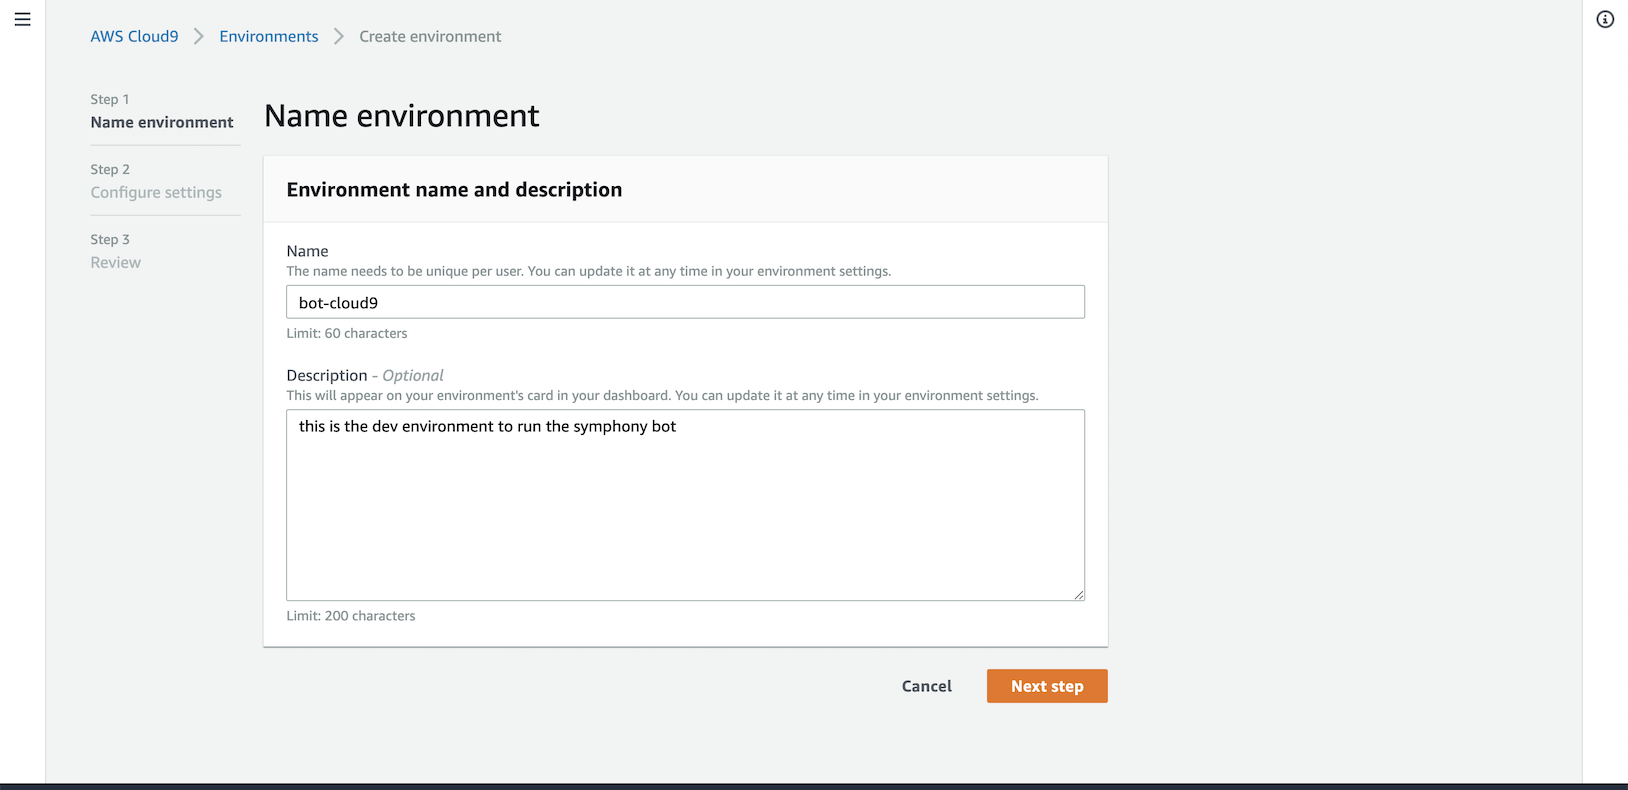 AWS Cloud9 > Environments > Create environment
Step 1
Name environment
Step 2
Configure settings
Step 3
Review
Name environment
Environment name and description
Name
The name needs to be unique per user. You can update it at any time in your environment settings.
bot-cloud9
Limit: 60 characters
Description - Optional
This will appear on your environment's card in your dashboard. You can update it at any time in your environment settings.
this is the dev environment to run the symphony bot
Limit: 200 characters
Cancel Next step